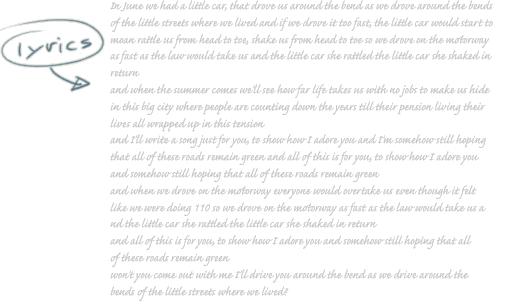 lyrics
In June we had a little car, that drove us around the bend as we drove around the bends
of the little streets where we lived and if we drove it too fast, the little car would start to
moan rattle us from head to toe, shake us from head to toe so we drove on the motorway
as fast as the law would take us and the little car she rattled the little car she shaked in
return
and when the summer comes we'll see how far life takes us with no jobs to make us hide
in this big city where people are counting down the years till their pension living their
lives all wrapped up in this tension
and I'll write a song just for you, to show how I adore you and I'm somehow still hoping
that all of these roads remain green and all of this is for you, to show how I adore you
and somehow still hoping that all of these roads remain green
and when we drove on the motorway everyone would overtake us even though it felt
like we were doing 110 so we drove on the motorway as fast as the law would take us a
nd the little car she rattled the little car she shaked in return
and all of this is for you, to show how I adore you and somehow still hoping that all
of these roads remain green
won't you come out with me I'll drive you around the bend as we drive around the
bends of the little streets where we lived?